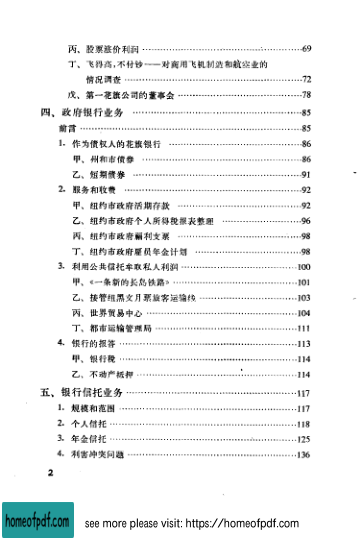 丙、股票涨价利润 ……69
丁、飞得高,不付钞——对商用飞机制造和航空业的
情况调查 ……72
戊、第一花旗公司的董事会 ……78
四、政府银行业务 ……85
前言 ……85
1. 作为债权人的花旗银行 ……86
甲、州和市债券 ……86
乙、短期债券 ……91
2. 服务和收费 ……92
甲、纽约市政府活期存款 ……92
乙、纽约市政府个人所得税报表整理 ……96
丙、纽约市政府福利支票 ……98
丁、纽约市政府雇员年金计划 ……98
3. 利用公共信托牟取私人利润 ……100
甲、《一条新的长岛铁路》 ……101
乙、接管纽黑文月票旅客运输线 ……103
丙、世界贸易中心 ……104
丁、都市运输管理局 ……111
4. 银行的报答 ……113
甲、银行税 ……114
乙、不动产抵押 ……114
五、银行信托业务 ……117
1. 规模和范围 ……117
2. 个人信托 ……118
3. 年金信托 ……125
4. 利害冲突问题 ……136
2
homeofpdf.com
see more please visit: https://homeofpdf.com